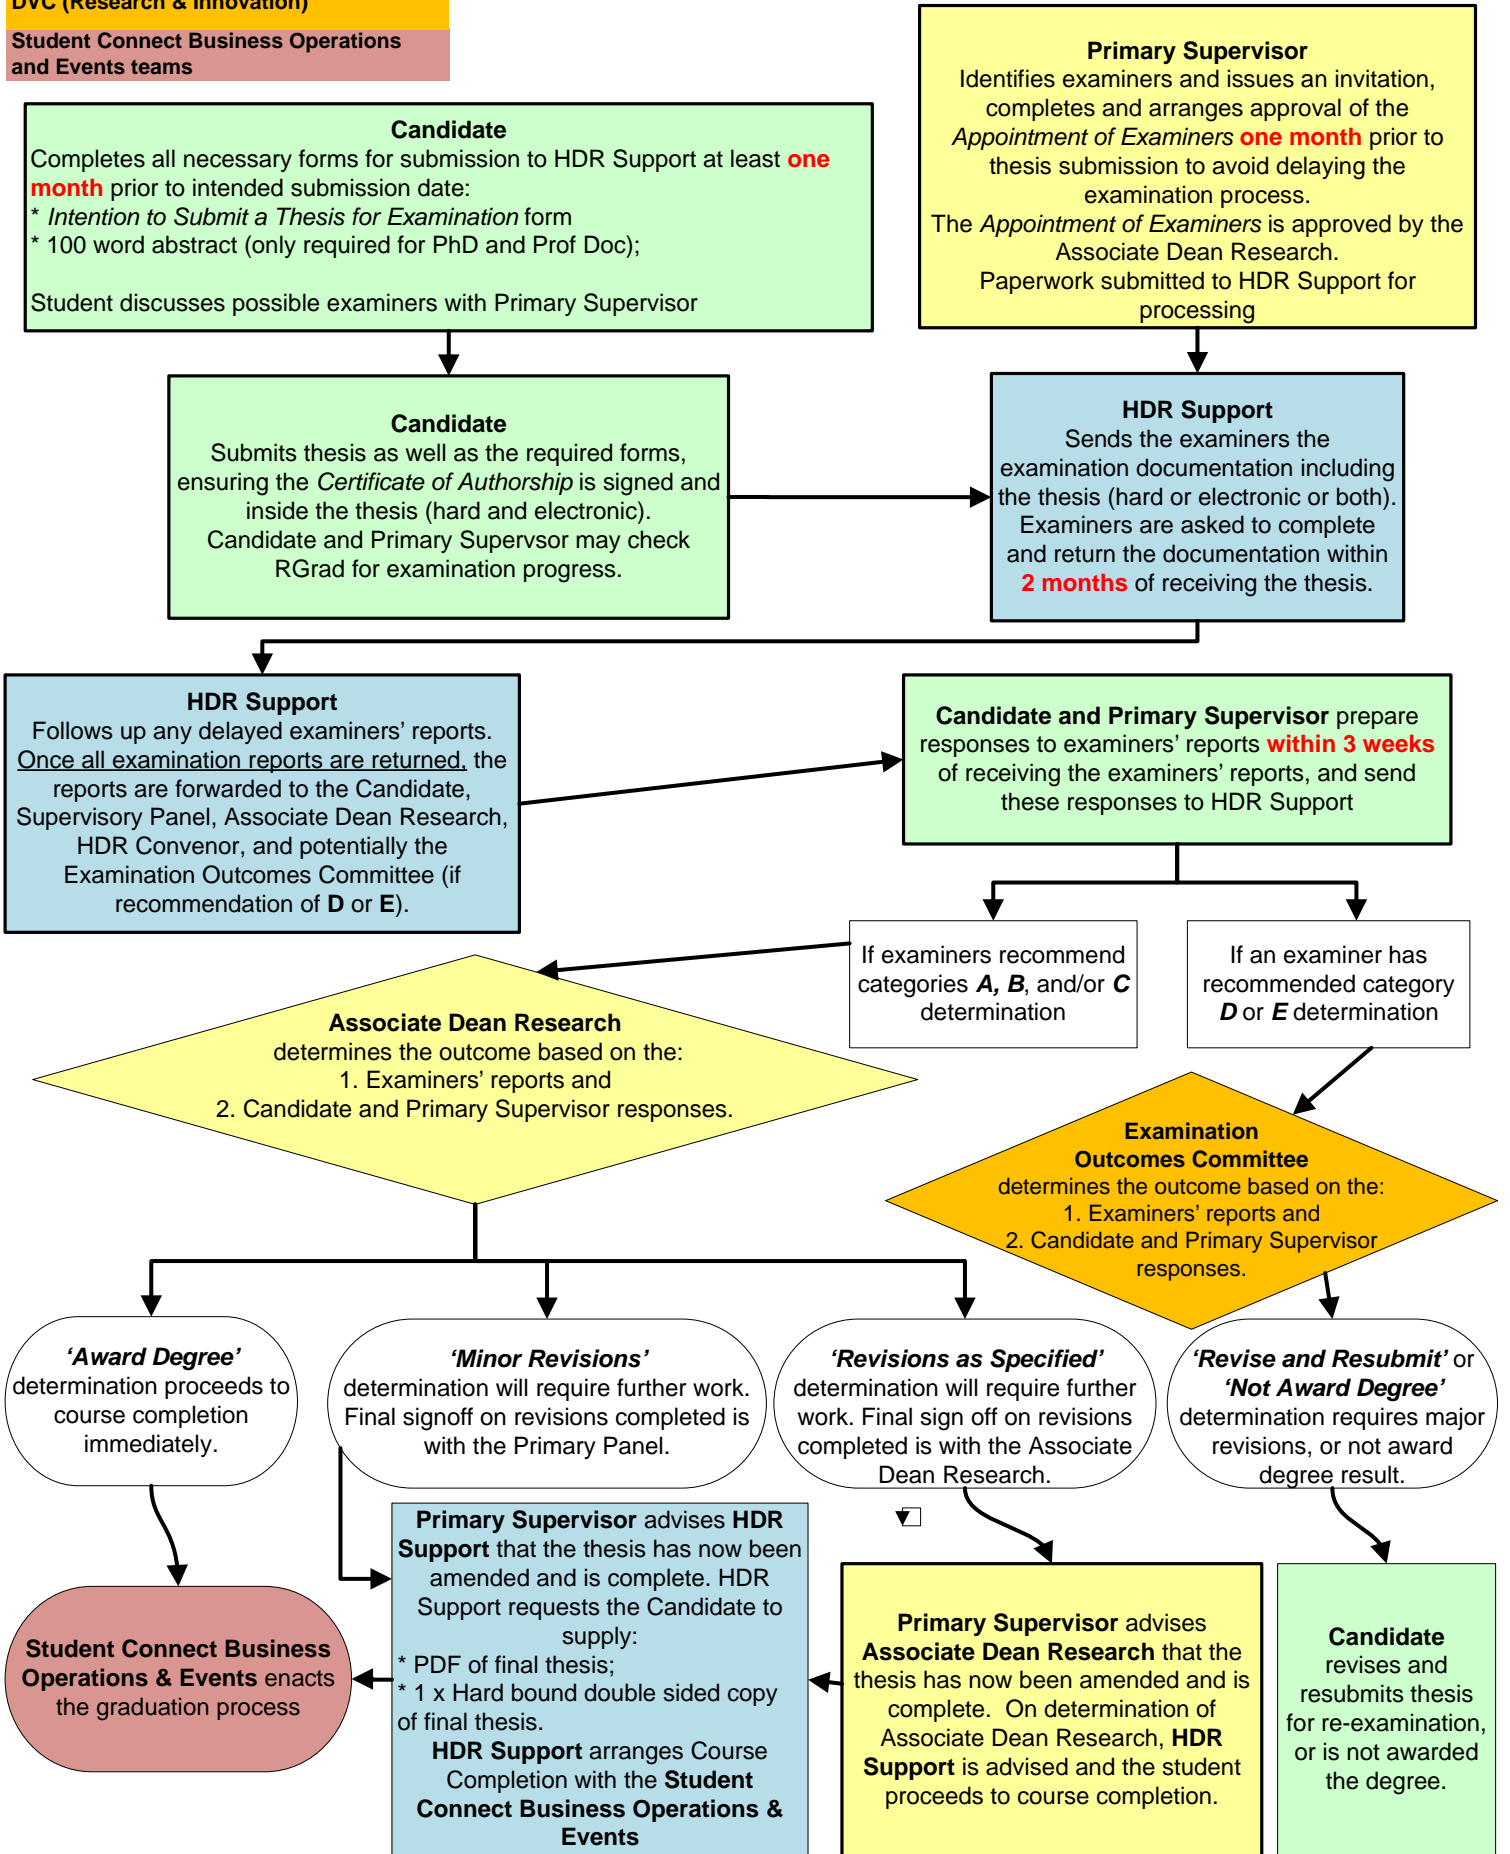 DVC (Research & Innovation)
Student Connect Business Operations
and Events teams
Candidate
Completes all necessary forms for submission to HDR Support at least one
month prior to intended submission date:
* Intention to Submit a Thesis for Examination form
* 100 word abstract (only required for PhD and Prof Doc);
Student discusses possible examiners with Primary Supervisor
Primary Supervisor
Identifies examiners and issues an invitation,
completes and arranges approval of the
Appointment of Examiners one month prior to
thesis submission to avoid delaying the
examination process.
The Appointment of Examiners is approved by the
Associate Dean Research.
Paperwork submitted to HDR Support for
processing
Candidate
Submits thesis as well as the required forms,
ensuring the Certificate of Authorship is signed and
inside the thesis (hard and electronic).
Candidate and Primary Supervsor may check
RGrad for examination progress.
HDR Support
Sends the examiners the
examination documentation including
the thesis (hard or electronic or both).
Examiners are asked to complete
and return the documentation within
2 months of receiving the thesis.
HDR Support
Follows up any delayed examiners’ reports.
Once all examination reports are returned, the
reports are forwarded to the Candidate,
Supervisory Panel, Associate Dean Research,
HDR Convenor, and potentially the
Examination Outcomes Committee (if
recommendation of D or E).
Candidate and Primary Supervisor prepare
responses to examiners’ reports within 3 weeks
of receiving the examiners’ reports, and send
these responses to HDR Support
If examiners recommend
categories A, B, and/or C
determination
If an examiner has
recommended category
D or E determination
Associate Dean Research
determines the outcome based on the:
1. Examiners’ reports and
2. Candidate and Primary Supervisor responses.
Examination
Outcomes Committee
determines the outcome based on the:
1. Examiners’ reports and
2. Candidate and Primary Supervisor
responses.
‘Award Degree’
determination proceeds to
course completion
immediately.
‘Minor Revisions’
determination will require further work.
Final signoff on revisions completed is
with the Primary Panel.
‘Revisions as Specified’
determination will require further
work. Final sign off on revisions
completed is with the Associate
Dean Research.
‘Revise and Resubmit’ or
‘Not Award Degree’
determination requires major
revisions, or not award
degree result.
Student Connect Business
Operations & Events enacts
the graduation process
Primary Supervisor advises HDR
Support that the thesis has now been
amended and is complete. HDR
Support requests the Candidate to
supply:
* PDF of final thesis;
* 1 x Hard bound double sided copy
of final thesis.
HDR Support arranges Course
Completion with the Student
Connect Business Operations &
Events
Primary Supervisor advises
Associate Dean Research that the
thesis has now been amended and is
complete. On determination of
Associate Dean Research, HDR
Support is advised and the student
proceeds to course completion.
Candidate
revises and
resubmits thesis
for re-examination,
or is not awarded
the degree.